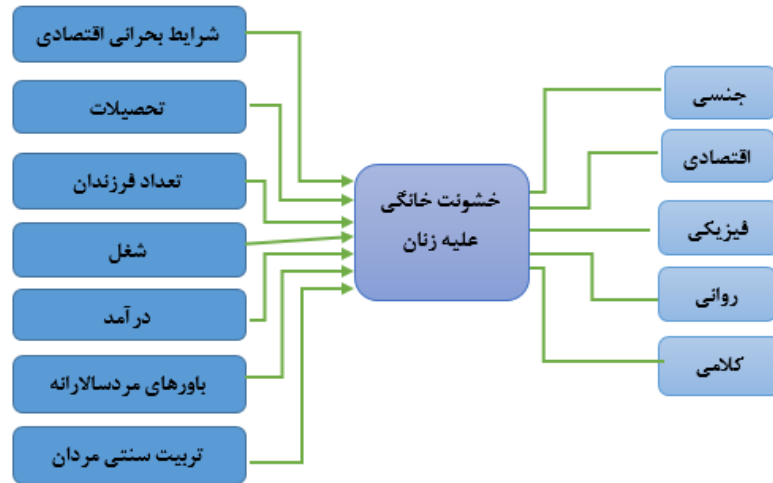 شرایط بحرانی اقتصادی
تحصیلات
تعداد فرزندان
شغل
درآمد
باورهای مردسالارانه
تربیت سنتی مردان
خشونت خانگی
علیه زنان
جنسی
اقتصادی
فیزیکی
روانی
کلامی